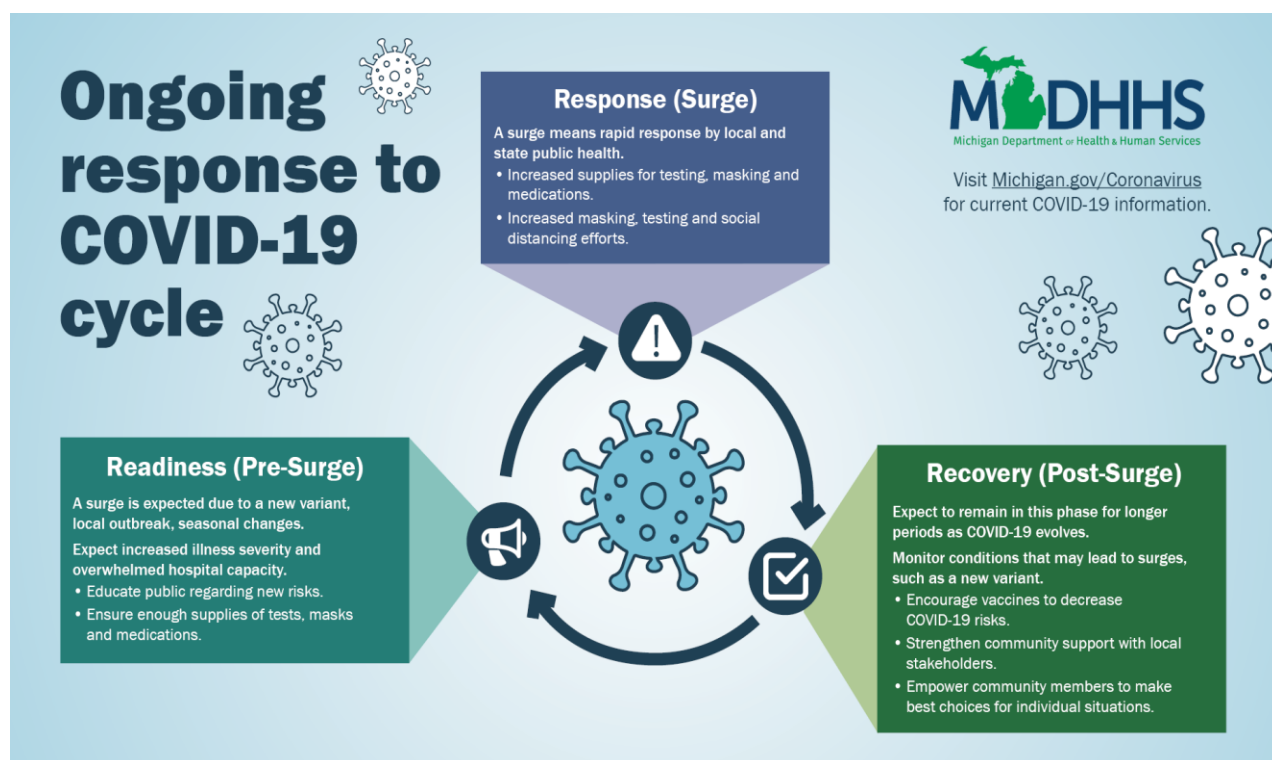 Ongoing
response to
COVID-19
cycle
Response (Surge)
A surge means rapid response by local and
state public health.
• Increased supplies for testing, masking and
medications.
• Increased masking, testing and social
distancing efforts.
MDHHS
Michigan Department of Health & Human Services
Visit Michigan.gov/Coronavirus
for current COVID-19 information.
Readiness (Pre-Surge)
A surge is expected due to a new variant,
local outbreak, seasonal changes.
Expect increased illness severity and
overwhelmed hospital capacity.
• Educate public regarding new risks.
• Ensure enough supplies of tests, masks
and medications.
Recovery (Post-Surge)
Expect to remain in this phase for longer
periods as COVID-19 evolves.
Monitor conditions that may lead to surges,
such as a new variant.
• Encourage vaccines to decrease
COVID-19 risks.
• Strengthen community support with local
stakeholders.
• Empower community members to make
best choices for individual situations.